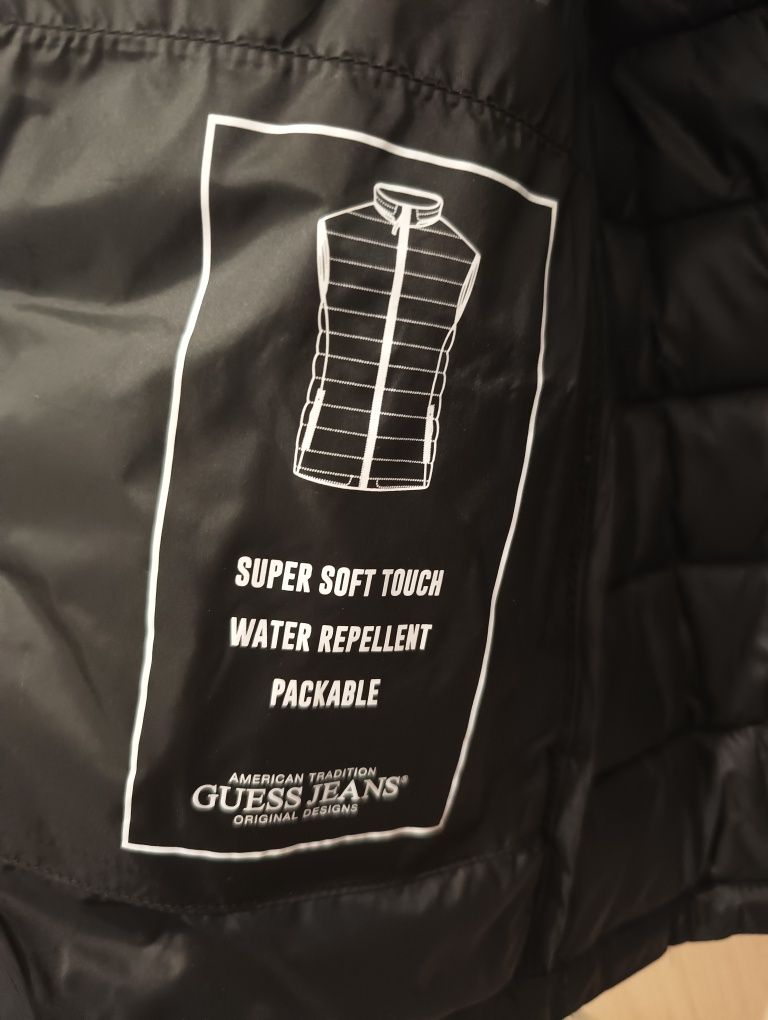 SUPER SOFT TOUCH
WATER REPELLENT
PACKABLE
AMERICAN TRADITION
GUESS JEANS®
ORIGINAL DESIGNS